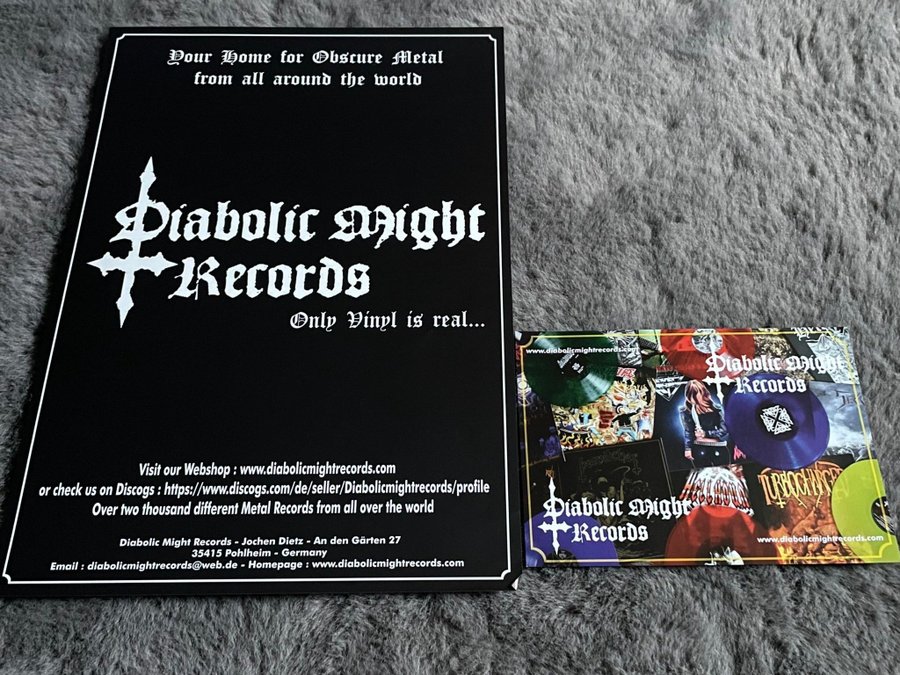 Your Home for Obscure Metal
from all around the world
Diabolic Might
Records
Only Vinyl is real...
Visit our Webshop : www.diabolicmightrecords.com
or check us on Discogs : https://www.discogs.com/de/seller/Diabolicmightrecords/profile
Over two thousand different Metal Records from all over the world
Diabolic Might Records - Jochen Dietz - An den Gärten 27
35415 Pohlheim - Germany
Email : diabolicmightrecords@web.de - Homepage : www.diabolicmightrecords.com
www.diabolicmightrecords.com
Diabolic Might
Records
Diabolic Might
Records
www.diabolicmightrecords.com